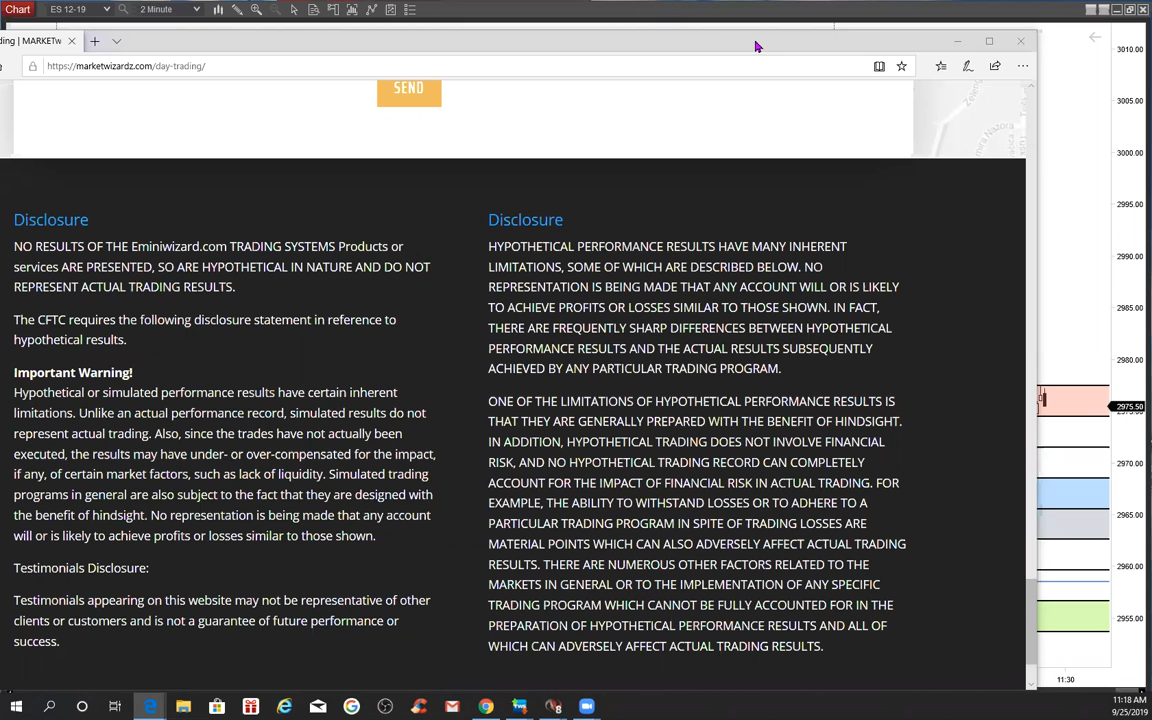 Chart
ES 12-19
2 Minute
ding | MARKETw
https://marketwizardz.com/day-trading/
SEND
Zeleng
Nazora
Disclosure
NO RESULTS OF THE Eminiwizard.com TRADING SYSTEMS Products or
services ARE PRESENTED, SO ARE HYPOTHETICAL IN NATURE AND DO NOT
REPRESENT ACTUAL TRADING RESULTS.
The CFTC requires the following disclosure statement in reference to
hypothetical results.
Important Warning!
Hypothetical or simulated performance results have certain inherent
limitations. Unlike an actual performance record, simulated results do not
represent actual trading. Also, since the trades have not actually been
executed, the results may have under- or over-compensated for the impact,
if any, of certain market factors, such as lack of liquidity. Simulated trading
programs in general are also subject to the fact that they are designed with
the benefit of hindsight. No representation is being made that any account
will or is likely to achieve profits or losses similar to those shown.
Testimonials Disclosure:
Testimonials appearing on this website may not be representative of other
clients or customers and is not a guarantee of future performance or
success.
Disclosure
HYPOTHETICAL PERFORMANCE RESULTS HAVE MANY INHERENT
LIMITATIONS, SOME OF WHICH ARE DESCRIBED BELOW. NO
REPRESENTATION IS BEING MADE THAT ANY ACCOUNT WILL OR IS LIKELY
TO ACHIEVE PROFITS OR LOSSES SIMILAR TO THOSE SHOWN. IN FACT,
THERE ARE FREQUENTLY SHARP DIFFERENCES BETWEEN HYPOTHETICAL
PERFORMANCE RESULTS AND THE ACTUAL RESULTS SUBSEQUENTLY
ACHIEVED BY ANY PARTICULAR TRADING PROGRAM.
ONE OF THE LIMITATIONS OF HYPOTHETICAL PERFORMANCE RESULTS IS
THAT THEY ARE GENERALLY PREPARED WITH THE BENEFIT OF HINDSIGHT.
IN ADDITION, HYPOTHETICAL TRADING DOES NOT INVOLVE FINANCIAL
RISK, AND NO HYPOTHETICAL TRADING RECORD CAN COMPLETELY
ACCOUNT FOR THE IMPACT OF FINANCIAL RISK IN ACTUAL TRADING. FOR
EXAMPLE, THE ABILITY TO WITHSTAND LOSSES OR TO ADHERE TO A
PARTICULAR TRADING PROGRAM IN SPITE OF TRADING LOSSES ARE
MATERIAL POINTS WHICH CAN ALSO ADVERSELY AFFECT ACTUAL TRADING
RESULTS. THERE ARE NUMEROUS OTHER FACTORS RELATED TO THE
MARKETS IN GENERAL OR TO THE IMPLEMENTATION OF ANY SPECIFIC
TRADING PROGRAM WHICH CANNOT BE FULLY ACCOUNTED FOR IN THE
PREPARATION OF HYPOTHETICAL PERFORMANCE RESULTS AND ALL OF
WHICH CAN ADVERSELY AFFECT ACTUAL TRADING RESULTS.
3010.00
3005.00
3000.00
2995.00
2990.00
2985.00
2980.00
2975.50
2970.00
2965.00
2960.00
2955.00
11:30
11:18 AM
9/25/2019